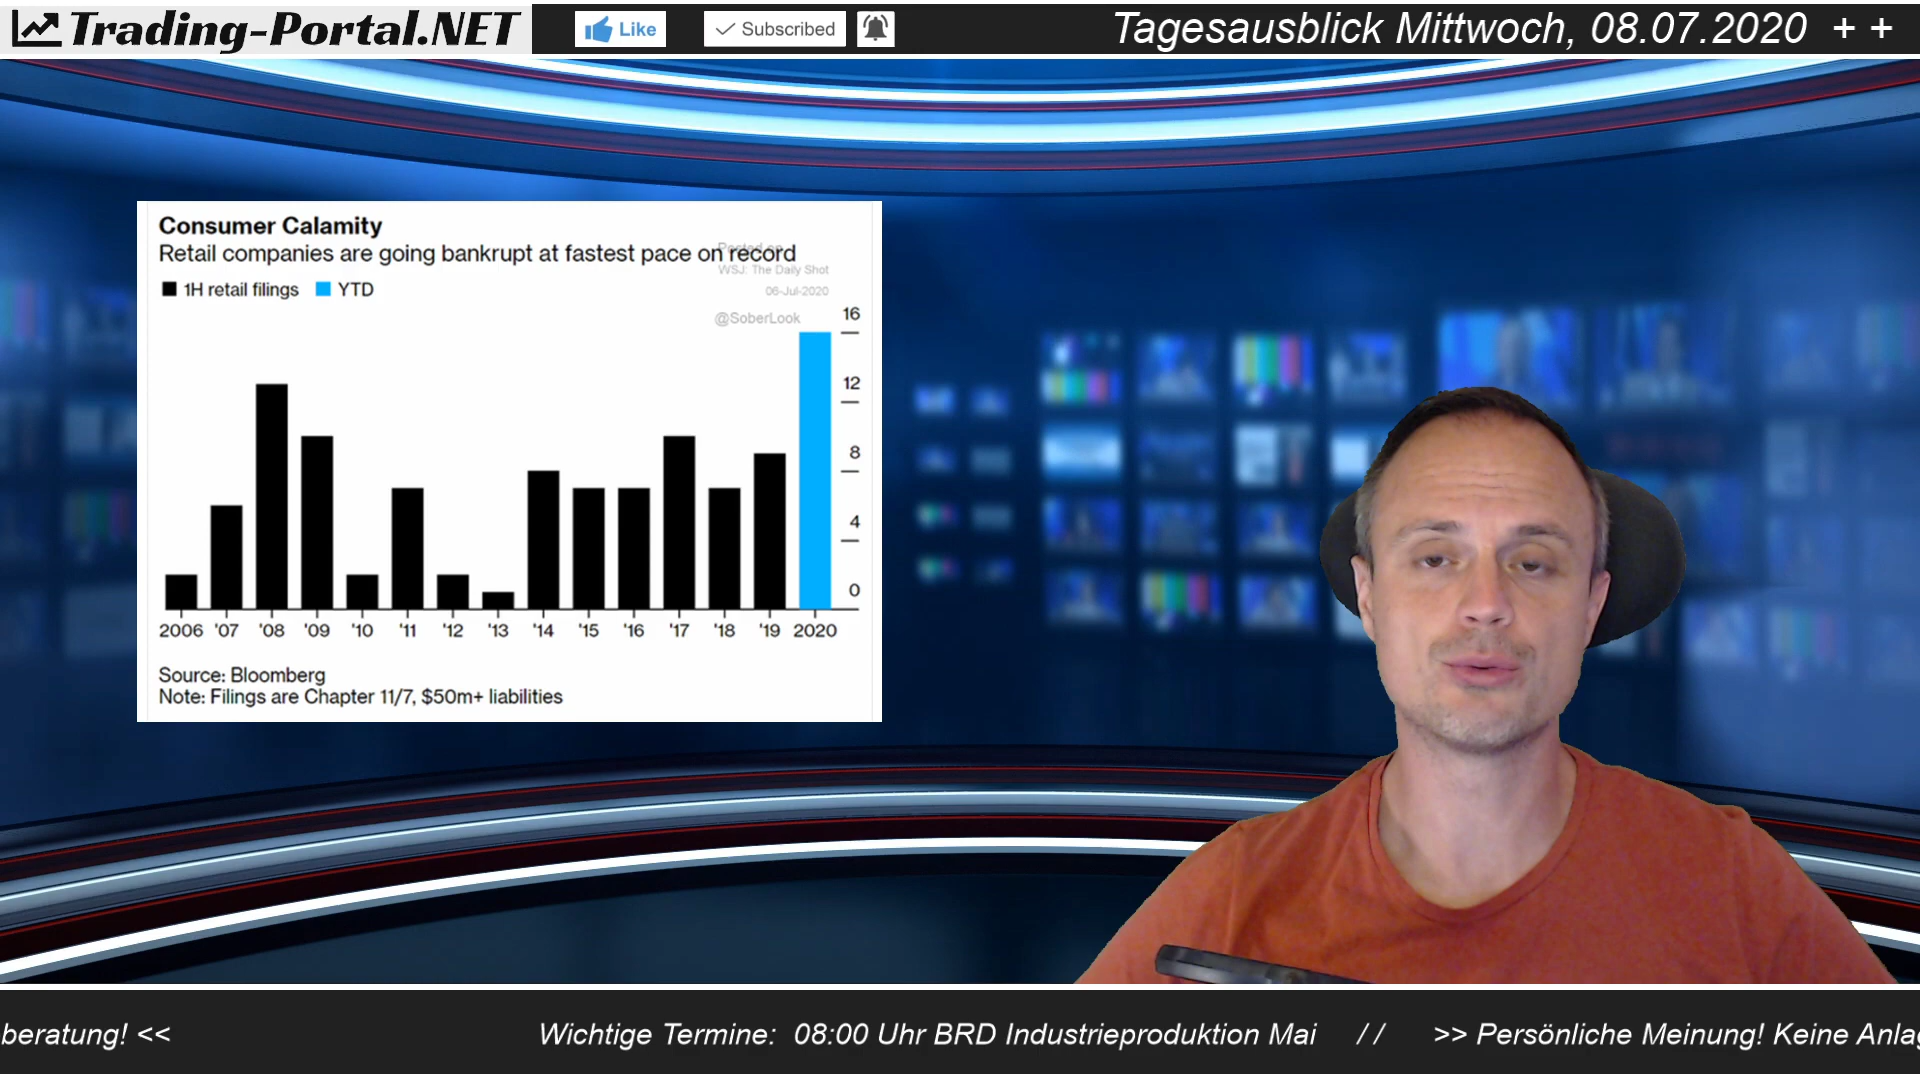 Trading-Portal.NET
Like
Subscribed
Tagesausblick Mittwoch, 08.07.2020 + +
Consumer Calamity
Retail companies are going bankrupt at fastest pace on record
Posted on
WSJ: The Daily Shot
06-Jul-2020
@SoberLook
1H retail filings
YTD
16
12
8
4
0
2006 '07 '08 '09 '10 '11 '12 '13 '14 '15 '16 '17 '18 '19 2020
Source: Bloomberg
Note: Filings are Chapter 11/7, $50m+ liabilities
beratung! << Wichtige Termine: 08:00 Uhr BRD Industrieproduktion Mai // >> Persönliche Meinung! Keine Anlag